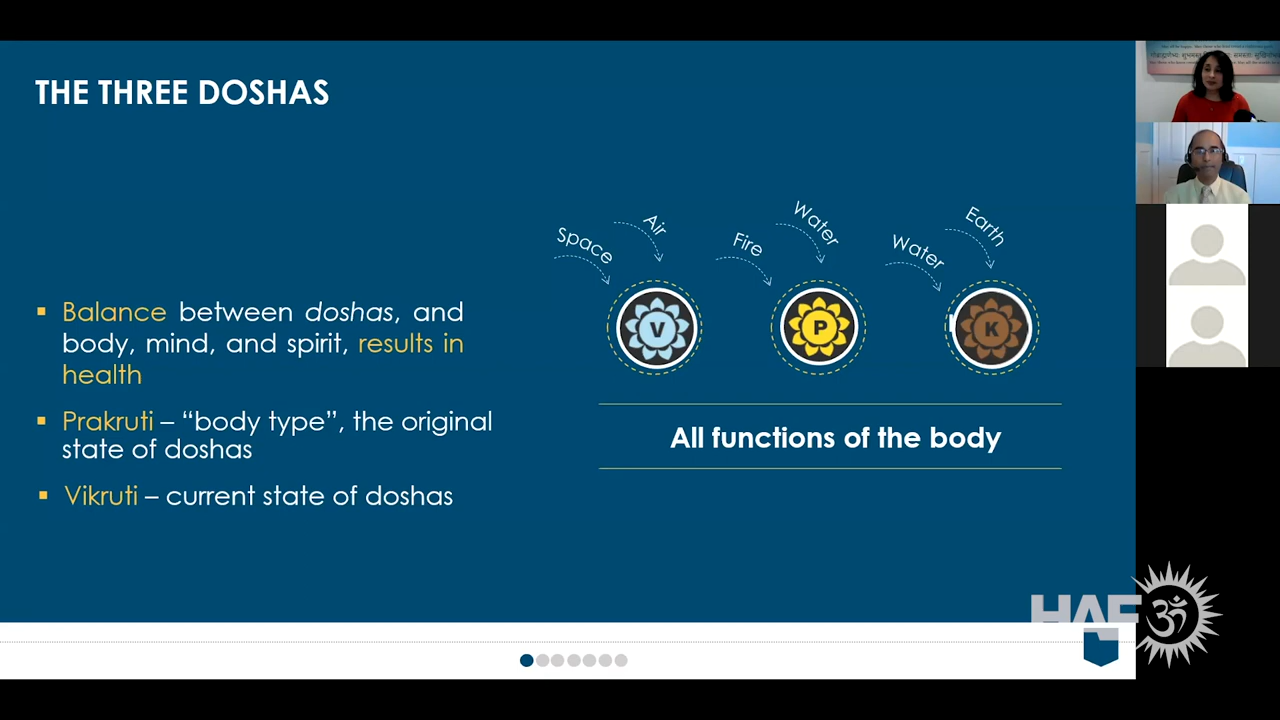 THE THREE DOSHAS
Space
Air
Fire
Water
Water
Earth
V
P
K
▪ Balance between doshas, and
body, mind, and spirit, results in
health
▪ Prakruti – “body type”, the original
state of doshas
▪ Vikruti – current state of doshas
All functions of the body
HAF
ॐ